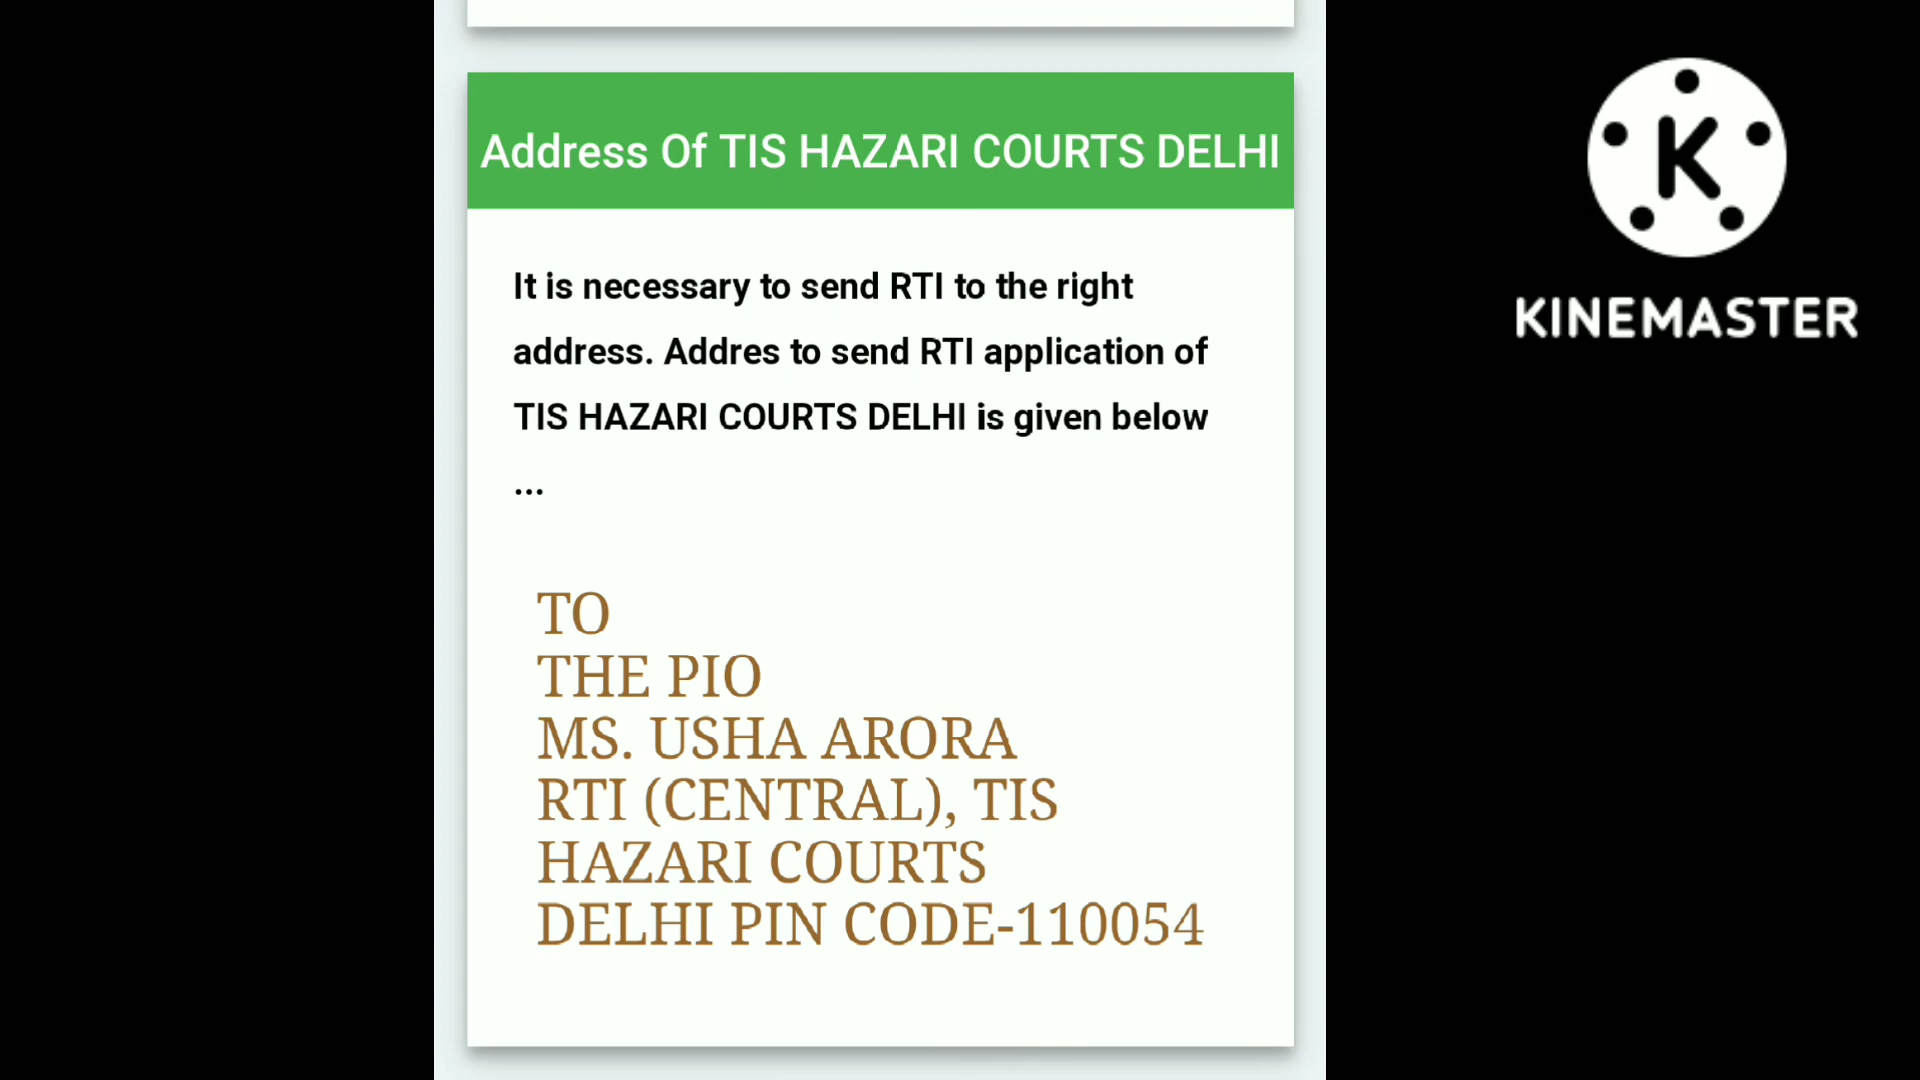 Address Of TIS HAZARI COURTS DELHI
It is necessary to send RTI to the right
address. Addres to send RTI application of
TIS HAZARI COURTS DELHI is given below
...
TO
THE PIO
MS. USHA ARORA
RTI (CENTRAL), TIS
HAZARI COURTS
DELHI PIN CODE-110054
K
KINEMASTER